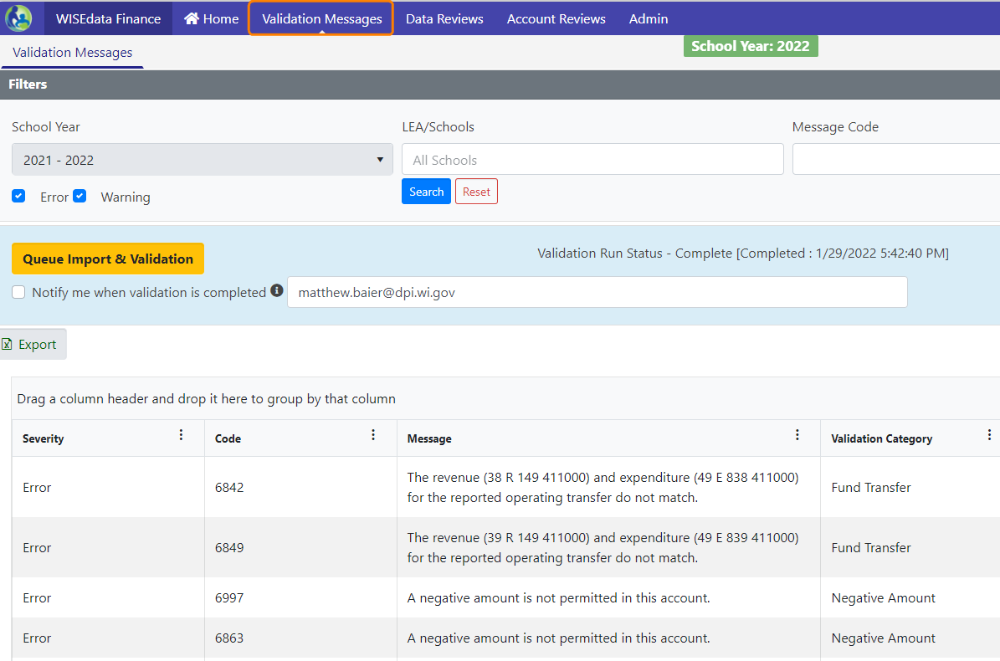 WISEdata Finance Home Validation Messages Data Reviews Account Reviews Admin
Validation Messages School Year: 2022
Filters
School Year LEA/Schools Message Code
2021 - 2022 All Schools
Search Reset
Error Warning
Queue Import & Validation Validation Run Status - Complete [Completed : 1/29/2022 5:42:40 PM]
Notify me when validation is completed matthew.baier@dpi.wi.gov
Export
Drag a column header and drop it here to group by that column
Severity Code Message Validation Category
Error 6842 The revenue (38 R 149 411000) and expenditure (49 E 838 411000)
for the reported operating transfer do not match. Fund Transfer
Error 6849 The revenue (39 R 149 411000) and expenditure (49 E 839 411000)
for the reported operating transfer do not match. Fund Transfer
Error 6997 A negative amount is not permitted in this account. Negative Amount
Error 6863 A negative amount is not permitted in this account. Negative Amount